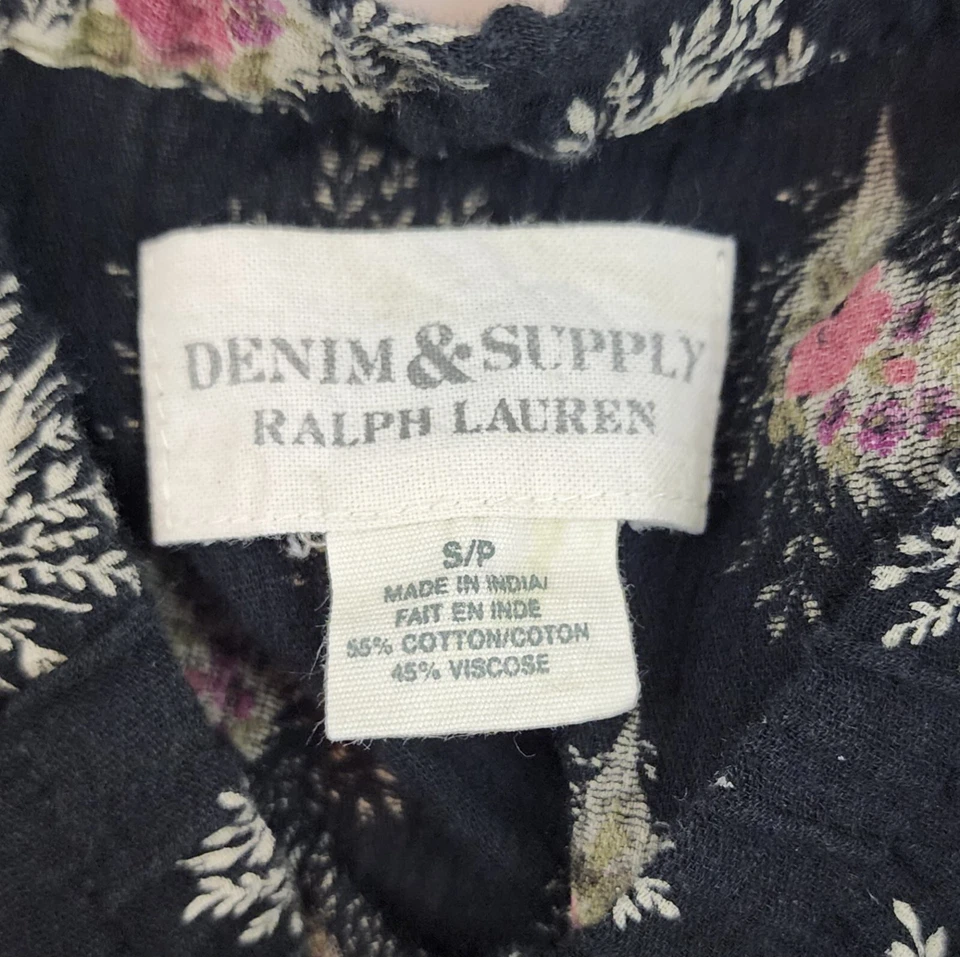 DENIM & SUPPLY
RALPH LAUREN
S/P
MADE IN INDIA/
FAIT EN INDE
55% COTTON/COTON
45% VISCOSE